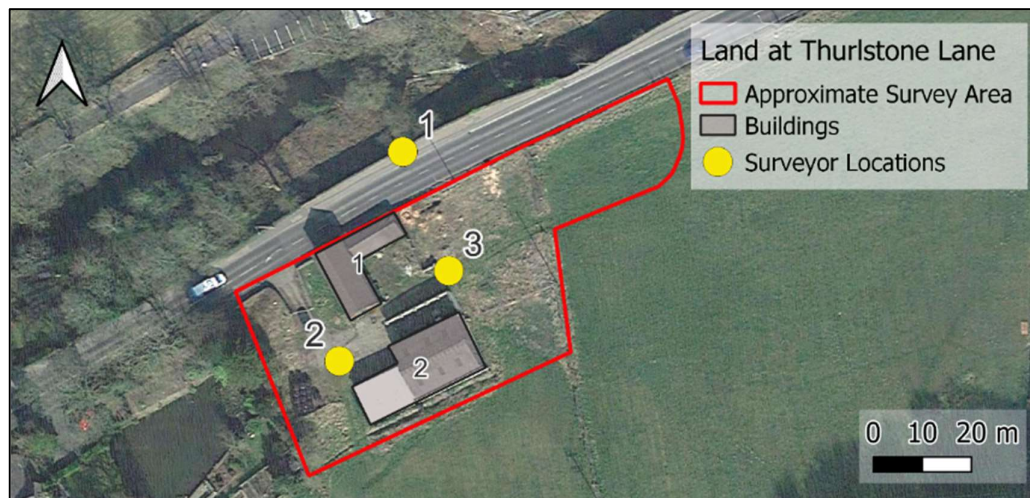 Land at Thurlstone Lane
Approximate Survey Area
Buildings
Surveyor Locations
1
3
1
2
2
0 10 20 m